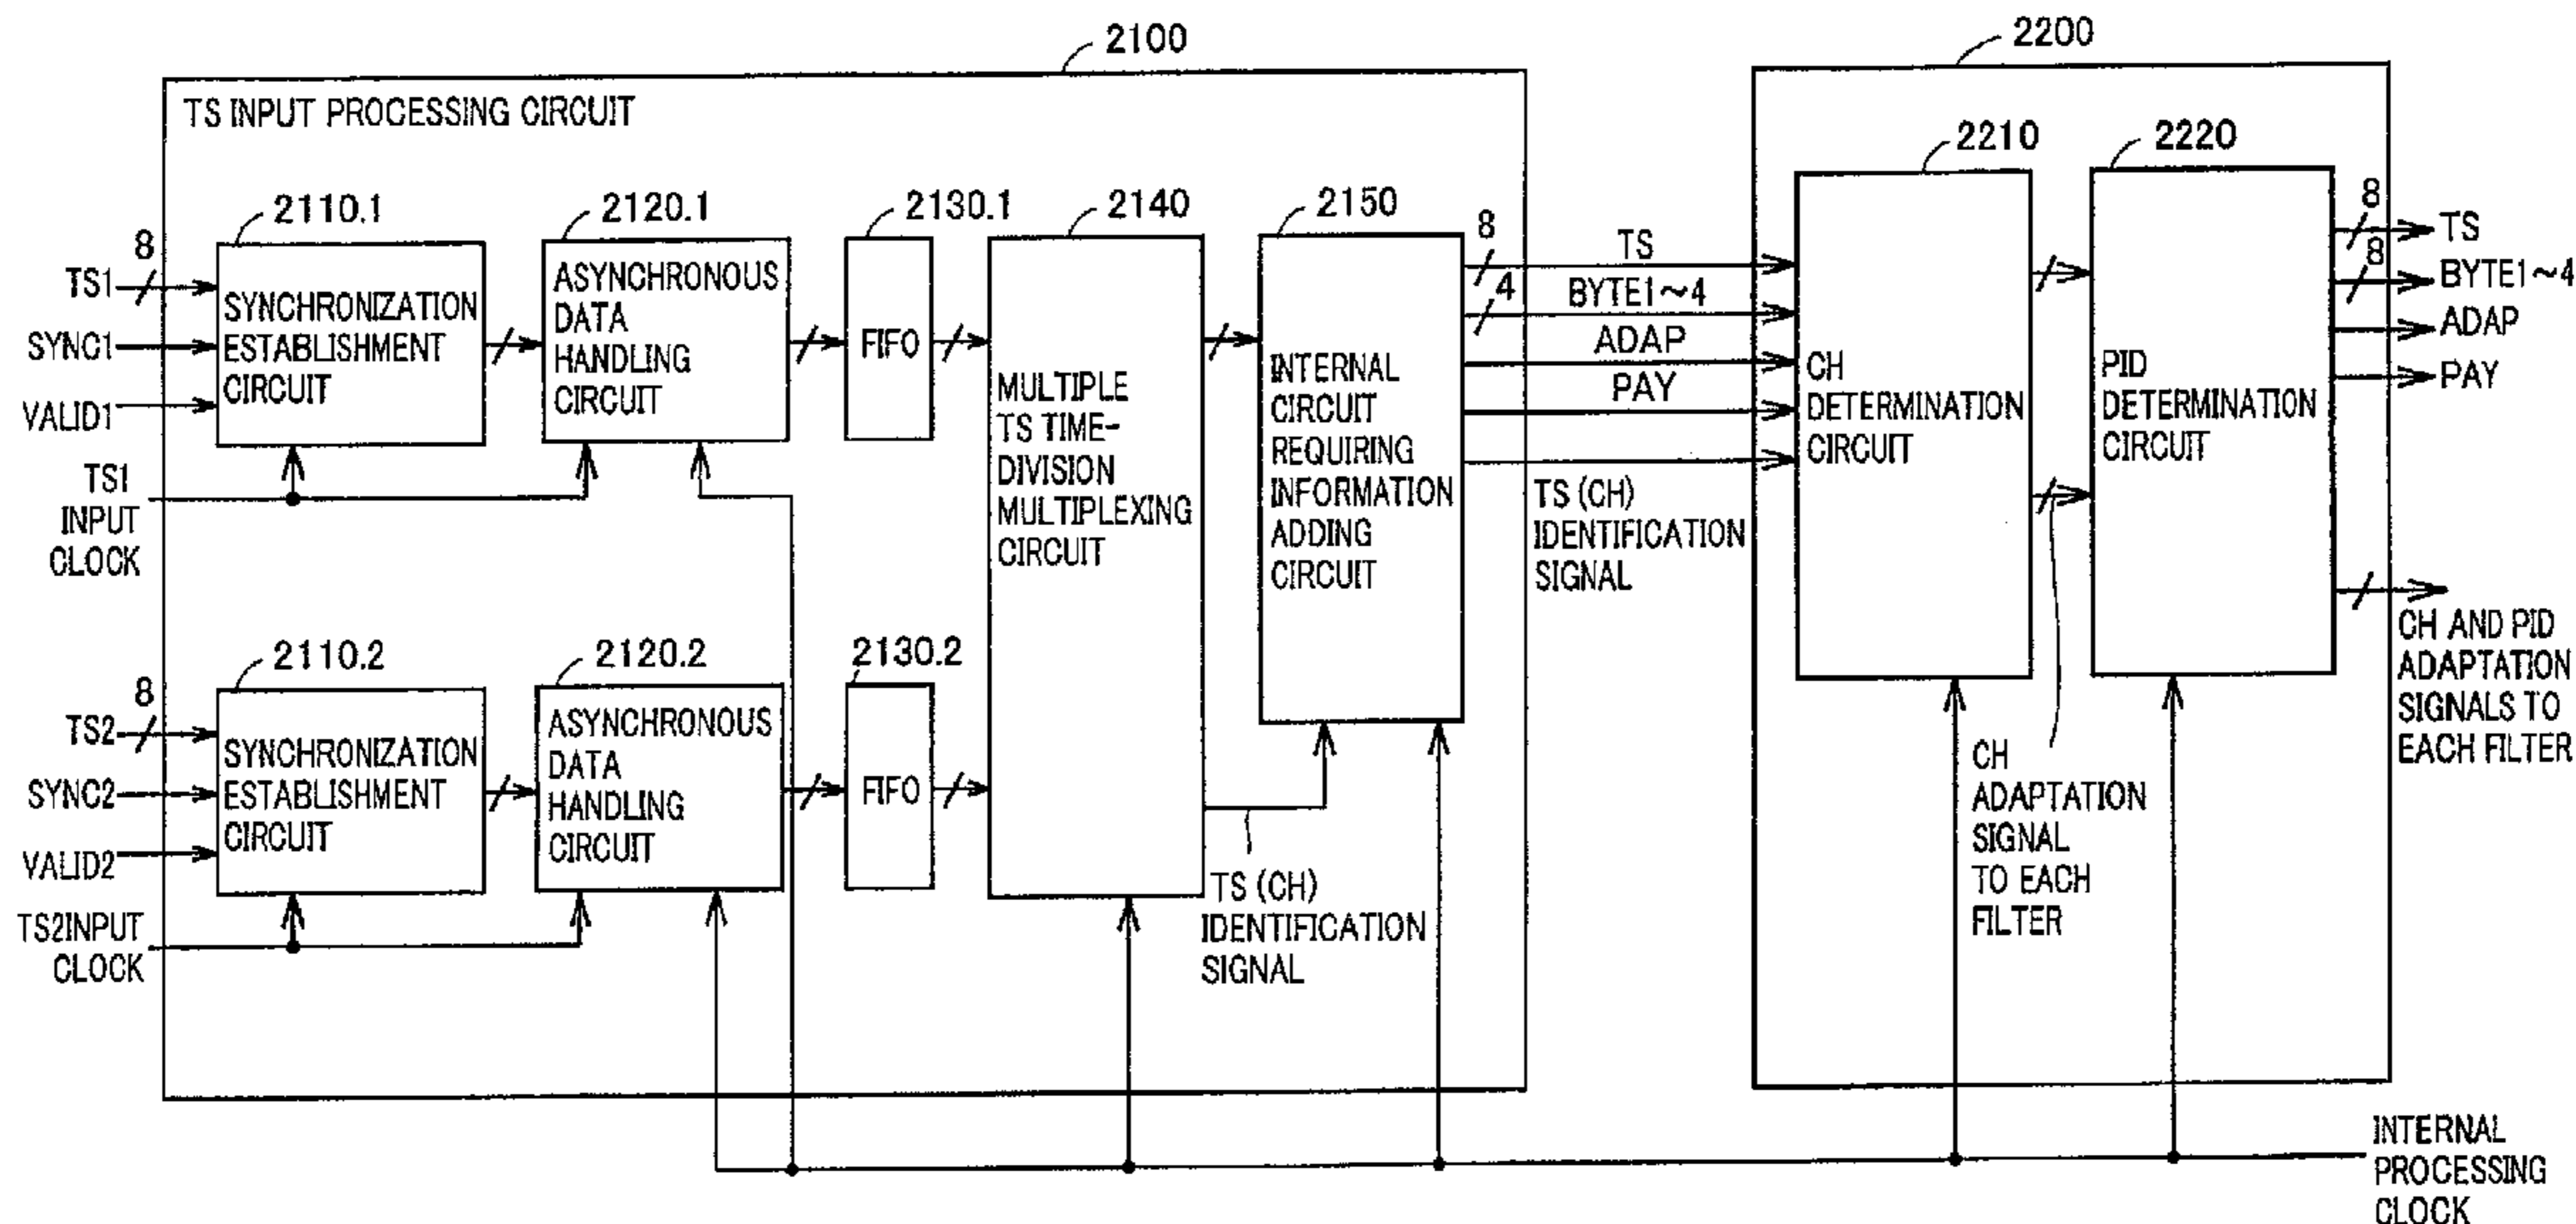 2100
2200
TS INPUT PROCESSING CIRCUIT
2110.1
2120.1
2130.1
2140
2150
2210
2220
8
TS1
SYNC1
VALID1
TS1
INPUT
CLOCK
SYNCHRONIZATION
ESTABLISHMENT
CIRCUIT
ASYNCHRONOUS
DATA
HANDLING
CIRCUIT
FIFO
MULTIPLE
TS TIME-
DIVISION
MULTIPLEXING
CIRCUIT
INTERNAL
CIRCUIT
REQUIRING
INFORMATION
ADDING
CIRCUIT
8
TS
4
BYTE1~4
ADAP
PAY
TS (CH)
IDENTIFICATION
SIGNAL
CH
DETERMINATION
CIRCUIT
PID
DETERMINATION
CIRCUIT
8
TS
8
BYTE1~4
ADAP
PAY
CH AND PID
ADAPTATION
SIGNALS TO
EACH FILTER
2110.2
2120.2
2130.2
8
TS2
SYNC2
VALID2
TS2INPUT
CLOCK
SYNCHRONIZATION
ESTABLISHMENT
CIRCUIT
ASYNCHRONOUS
DATA
HANDLING
CIRCUIT
FIFO
TS (CH)
IDENTIFICATION
SIGNAL
CH
ADAPTATION
SIGNAL
TO EACH
FILTER
INTERNAL
PROCESSING
CLOCK